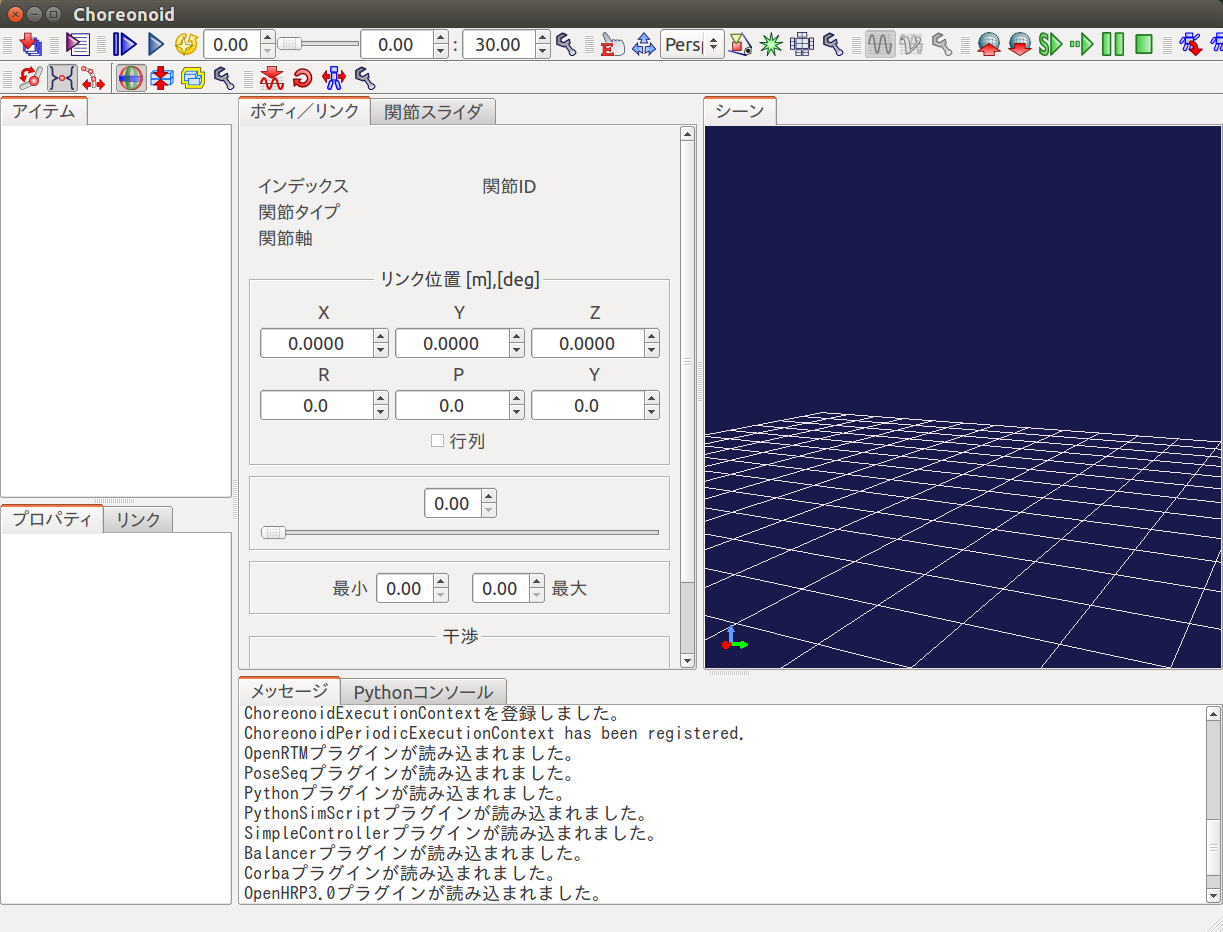 Choreonoid
0.00
0.00 : 30.00
E
Pers
S
アイテム
ボディ／リンク 関節スライダ
シーン
インデックス 関節ID
関節タイプ
関節軸
リンク位置 [m],[deg]
X Y Z
0.0000 0.0000 0.0000
R P Y
0.0 0.0 0.0
行列
0.00
最小 0.00 0.00 最大
干渉
プロパティ リンク
メッセージ Pythonコンソール
ChoreonoidExecutionContextを登録しました。
ChoreonoidPeriodicExecutionContext has been registered.
OpenRTMプラグインが読み込まれました。
PoseSeqプラグインが読み込まれました。
Pythonプラグインが読み込まれました。
PythonSimScriptプラグインが読み込まれました。
SimpleControllerプラグインが読み込まれました。
Balancerプラグインが読み込まれました。
Corbaプラグインが読み込まれました。
OpenHRP3.0プラグインが読み込まれました。